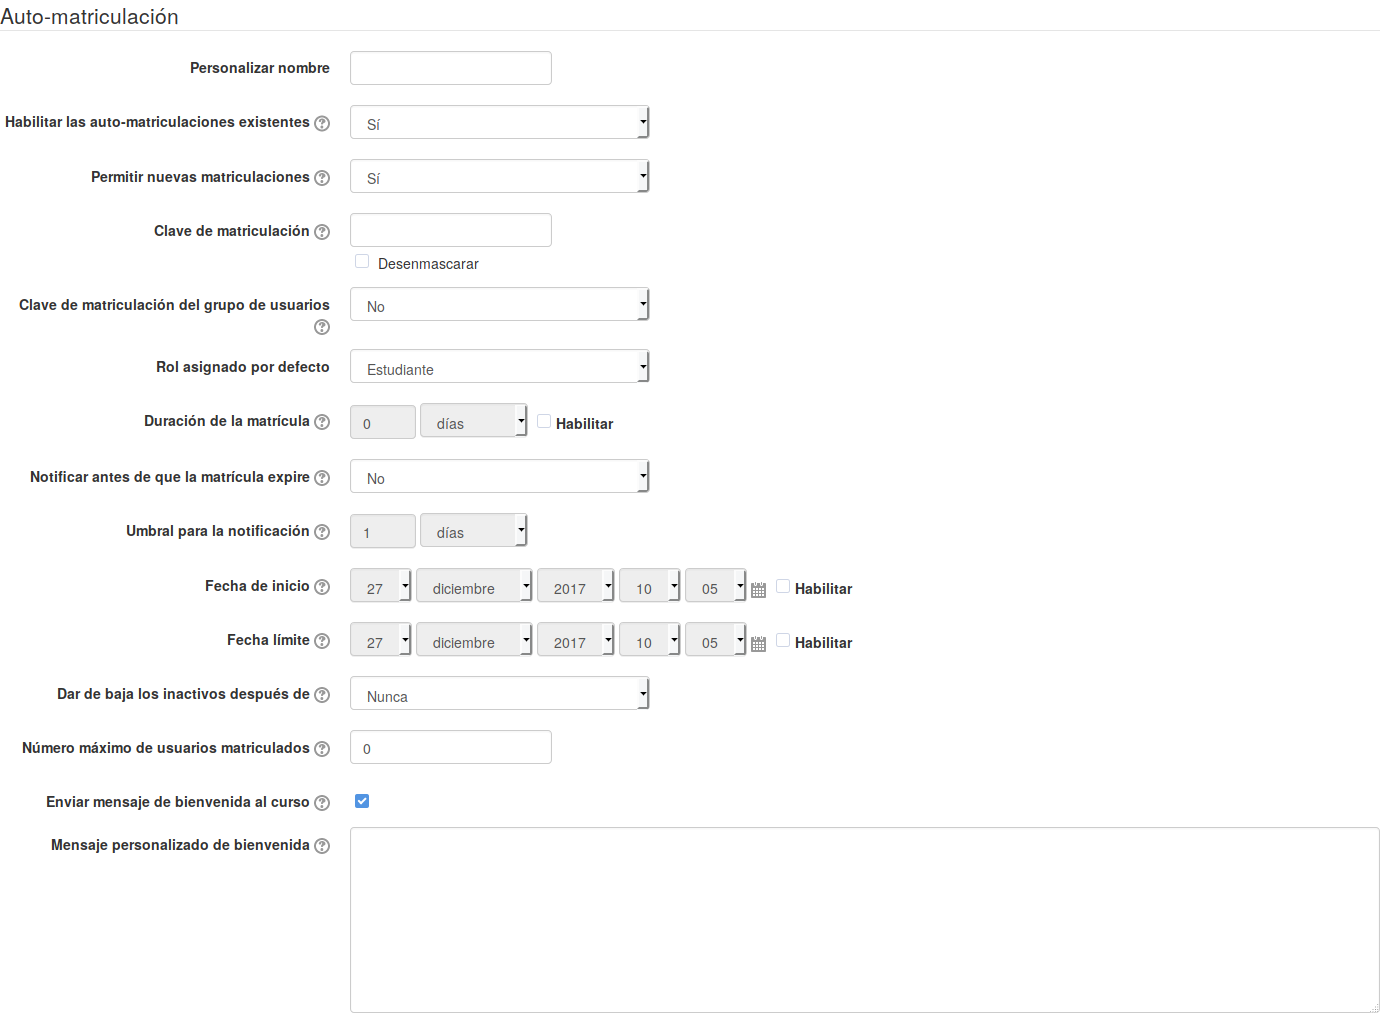 Auto-matriculación
Personalizar nombre
Habilitar las auto-matriculaciones existentes Sí
Permitir nuevas matriculaciones Sí
Clave de matriculación
Desenmascarar
Clave de matriculación del grupo de usuarios No
Rol asignado por defecto Estudiante
Duración de la matrícula 0 días Habilitar
Notificar antes de que la matrícula expire No
Umbral para la notificación 1 días
Fecha de inicio 27 diciembre 2017 10 05 Habilitar
Fecha límite 27 diciembre 2017 10 05 Habilitar
Dar de baja los inactivos después de Nunca
Número máximo de usuarios matriculados 0
Enviar mensaje de bienvenida al curso
Mensaje personalizado de bienvenida